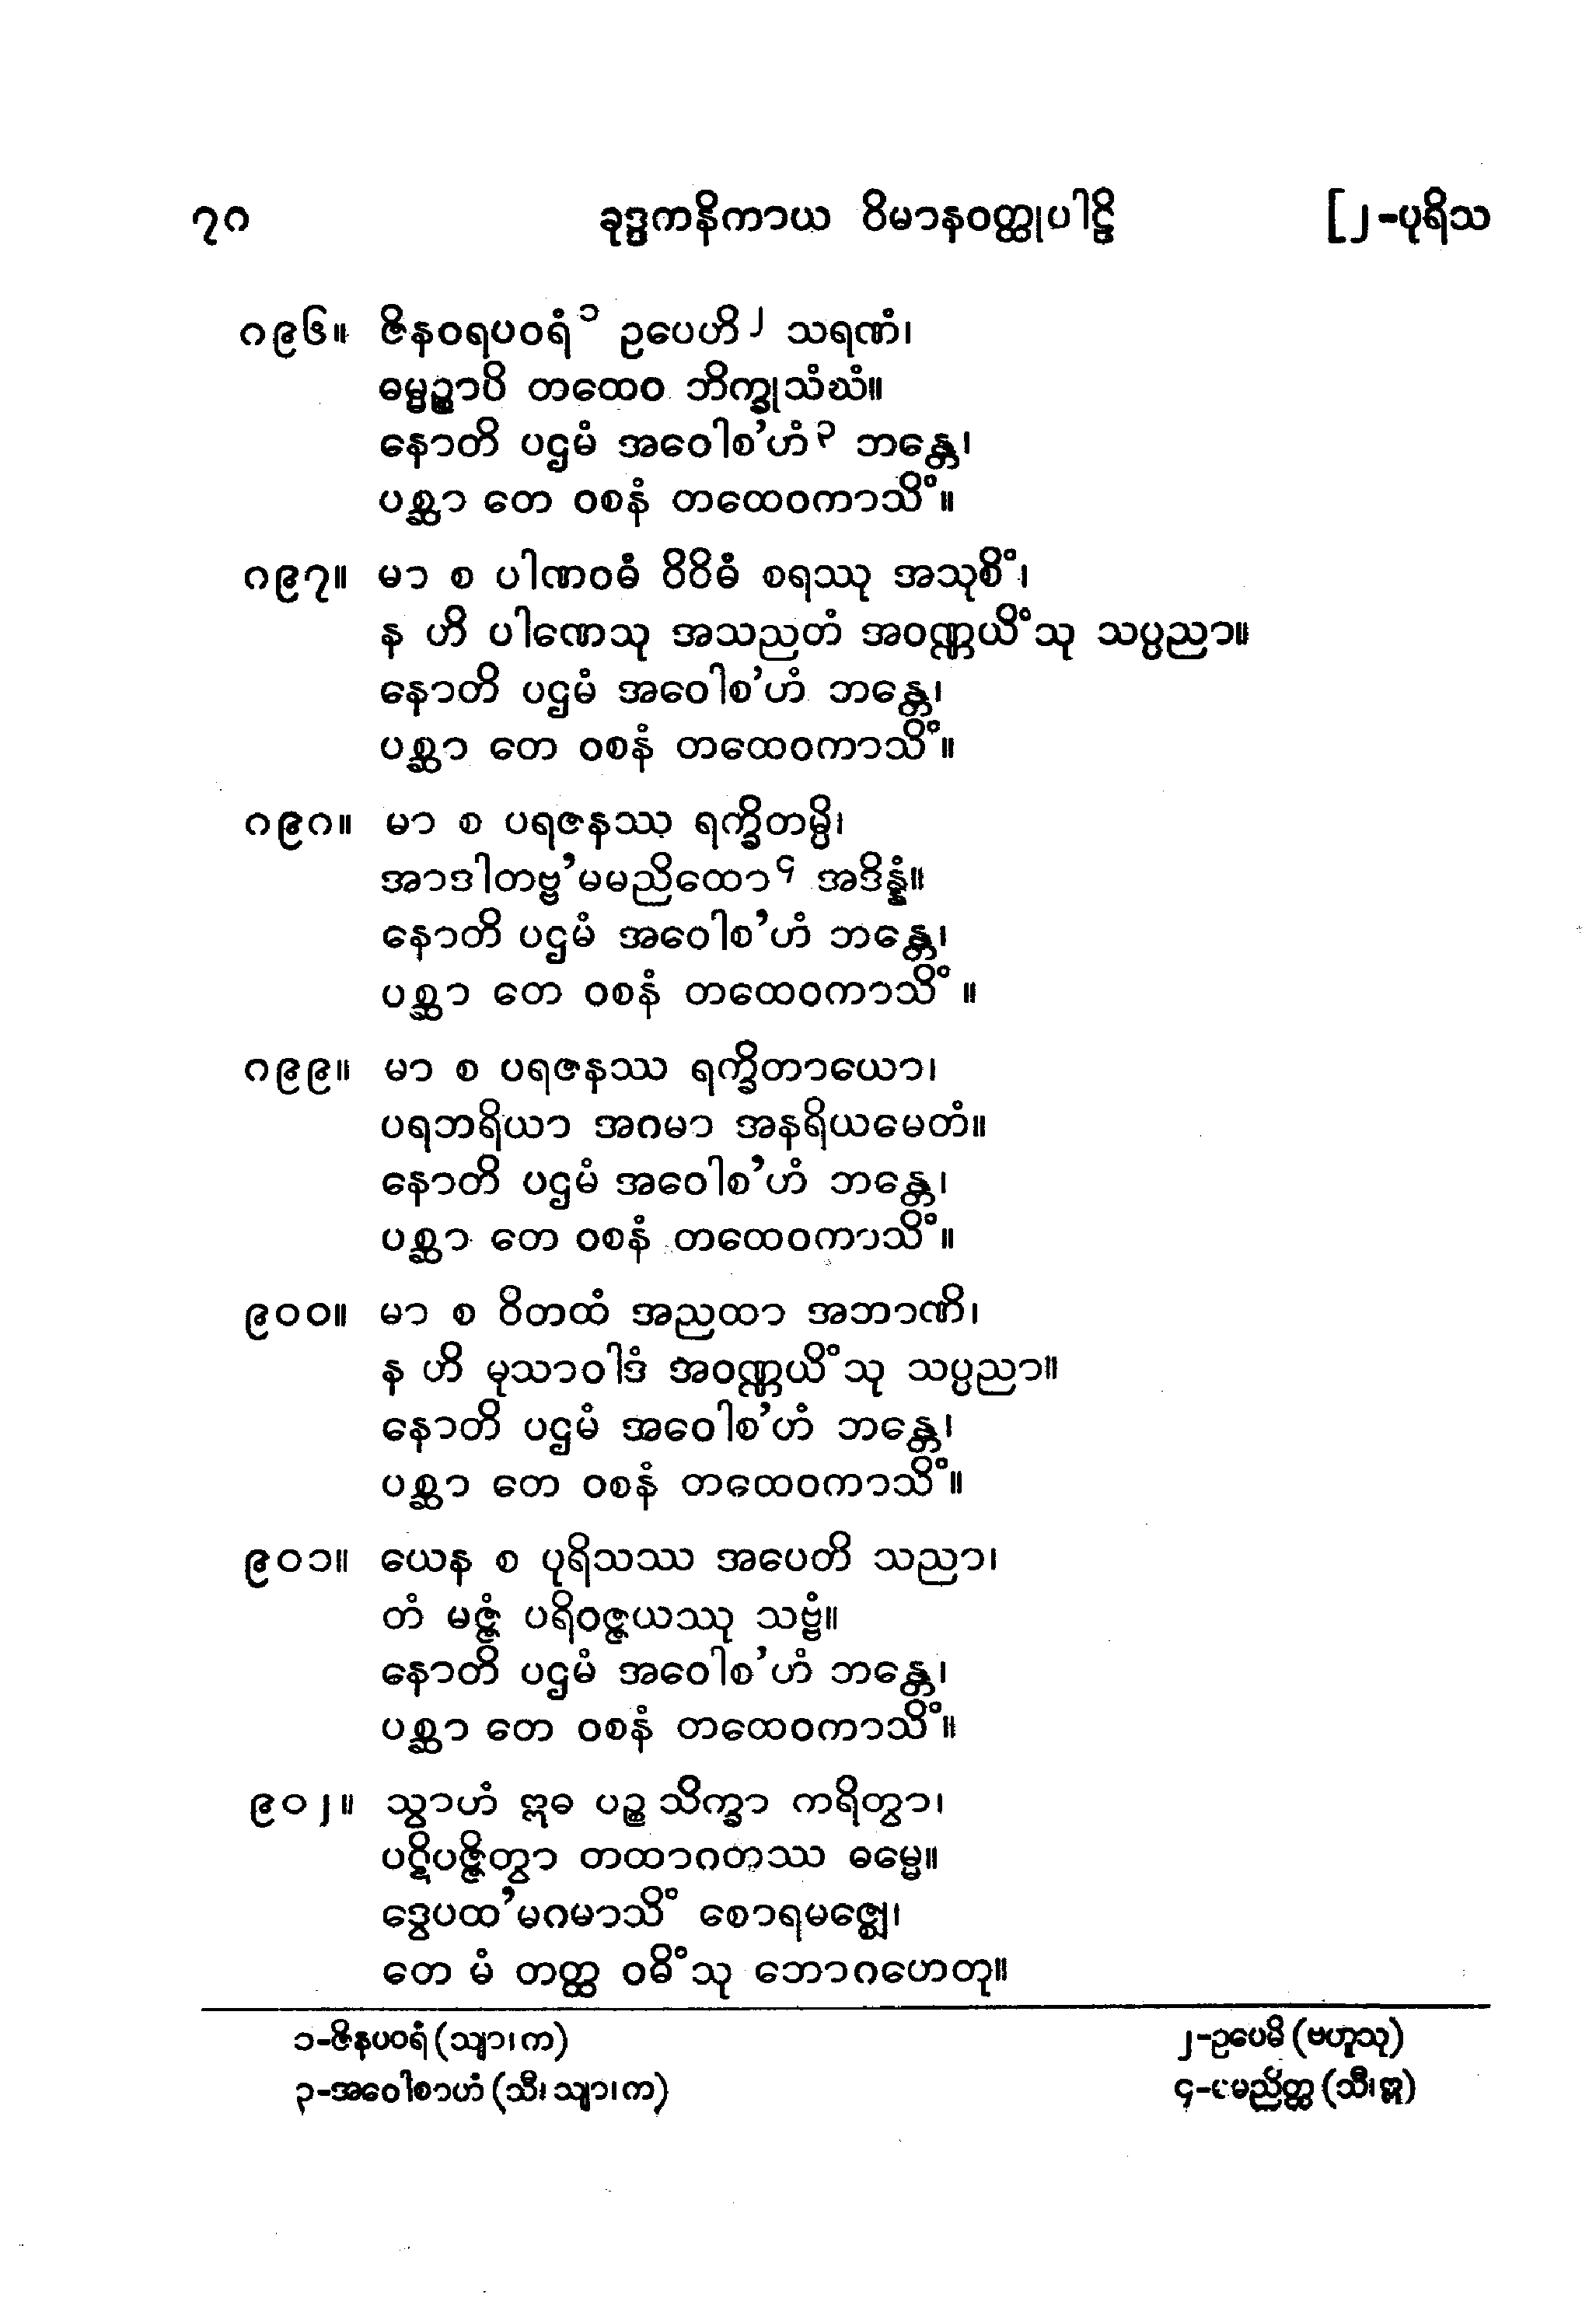 ၇၈ ခုဒ္ဒကနိကာယ ဝိမာနဝတ္ထုပါဠိ [၂-ပုရိသ
၈၉၆။ ဇိနဝရပဝရံ၁ ဥပေဟိ၂ သရဏံ၊
ဓမ္မဉ္စာပိ တထေဝ ဘိက္ခုသံဃံ။
နောတိ ပဌမံ အဝေါစ’ဟံ၃ ဘန္တေ၊
ပစ္ဆာ တေ ဝစနံ တထေဝကာသိံ။
၈၉၇။ မာ စ ပါဏဝဓံ ဝိဝိဓံ စရဿု အသုစိံ၊
န ဟိ ပါဏေသု အသညတံ အဝဏ္ဏယိံသု သပ္ပညာ။
နောတိ ပဌမံ အဝေါစ’ဟံ ဘန္တေ၊
ပစ္ဆာ တေ ဝစနံ တထေဝကာသိံ။
၈၉၈။ မာ စ ပရဇနဿ ရက္ခိတမ္ပိ၊
အာဒါတဗ္ဗ’မမညိထော၄ အဒိန္နံ။
နောတိ ပဌမံ အဝေါစ’ဟံ ဘန္တေ၊
ပစ္ဆာ တေ ဝစနံ တထေဝကာသိံ ။
၈၉၉။ မာ စ ပရဇနဿ ရက္ခိတာယော၊
ပရဘရိယာ အဂမာ အနရိယမေတံ။
နောတိ ပဌမံ အဝေါစ’ဟံ ဘန္တေ၊
ပစ္ဆာ တေ ဝစနံ တထေဝကာသိံ။
၉၀၀။ မာ စ ဝိတထံ အညထာ အဘာဏိ၊
န ဟိ မုသာဝါဒံ အဝဏ္ဏယိံသု သပ္ပညာ။
နောတိ ပဌမံ အဝေါစ’ဟံ ဘန္တေ၊
ပစ္ဆာ တေ ဝစနံ တထေဝကာသိံ။
၉၀၁။ ယေန စ ပုရိသဿ အပေတိ သညာ၊
တံ မဇ္ဇံ ပရိဝဇ္ဇယဿု သဗ္ဗံ။
နောတိ ပဌမံ အဝေါစ’ဟံ ဘန္တေ၊
ပစ္ဆာ တေ ဝစနံ တထေဝကာသိံ။
၉၀၂။ သွာဟံ ဣဓ ပဉ္စ သိက္ခာ ကရိတွာ၊
ပဋိပဇ္ဇိတွာ တထာဂတဿ ဓမ္မေ။
ဒွေပထ’မဂမာသိံ စောရမဇ္ဈေ၊
တေ မံ တတ္ထ ဝဓိံသု ဘောဂဟေတု။
၁-ဇိနပဝရံ (သျာ၊က) ၂-ဥပေမိ (ဗဟူသု)
၃-အဝေါစာဟံ (သီ၊ သျာ၊က) ၄-မမညိတ္ထ (သီ၊ဣ)